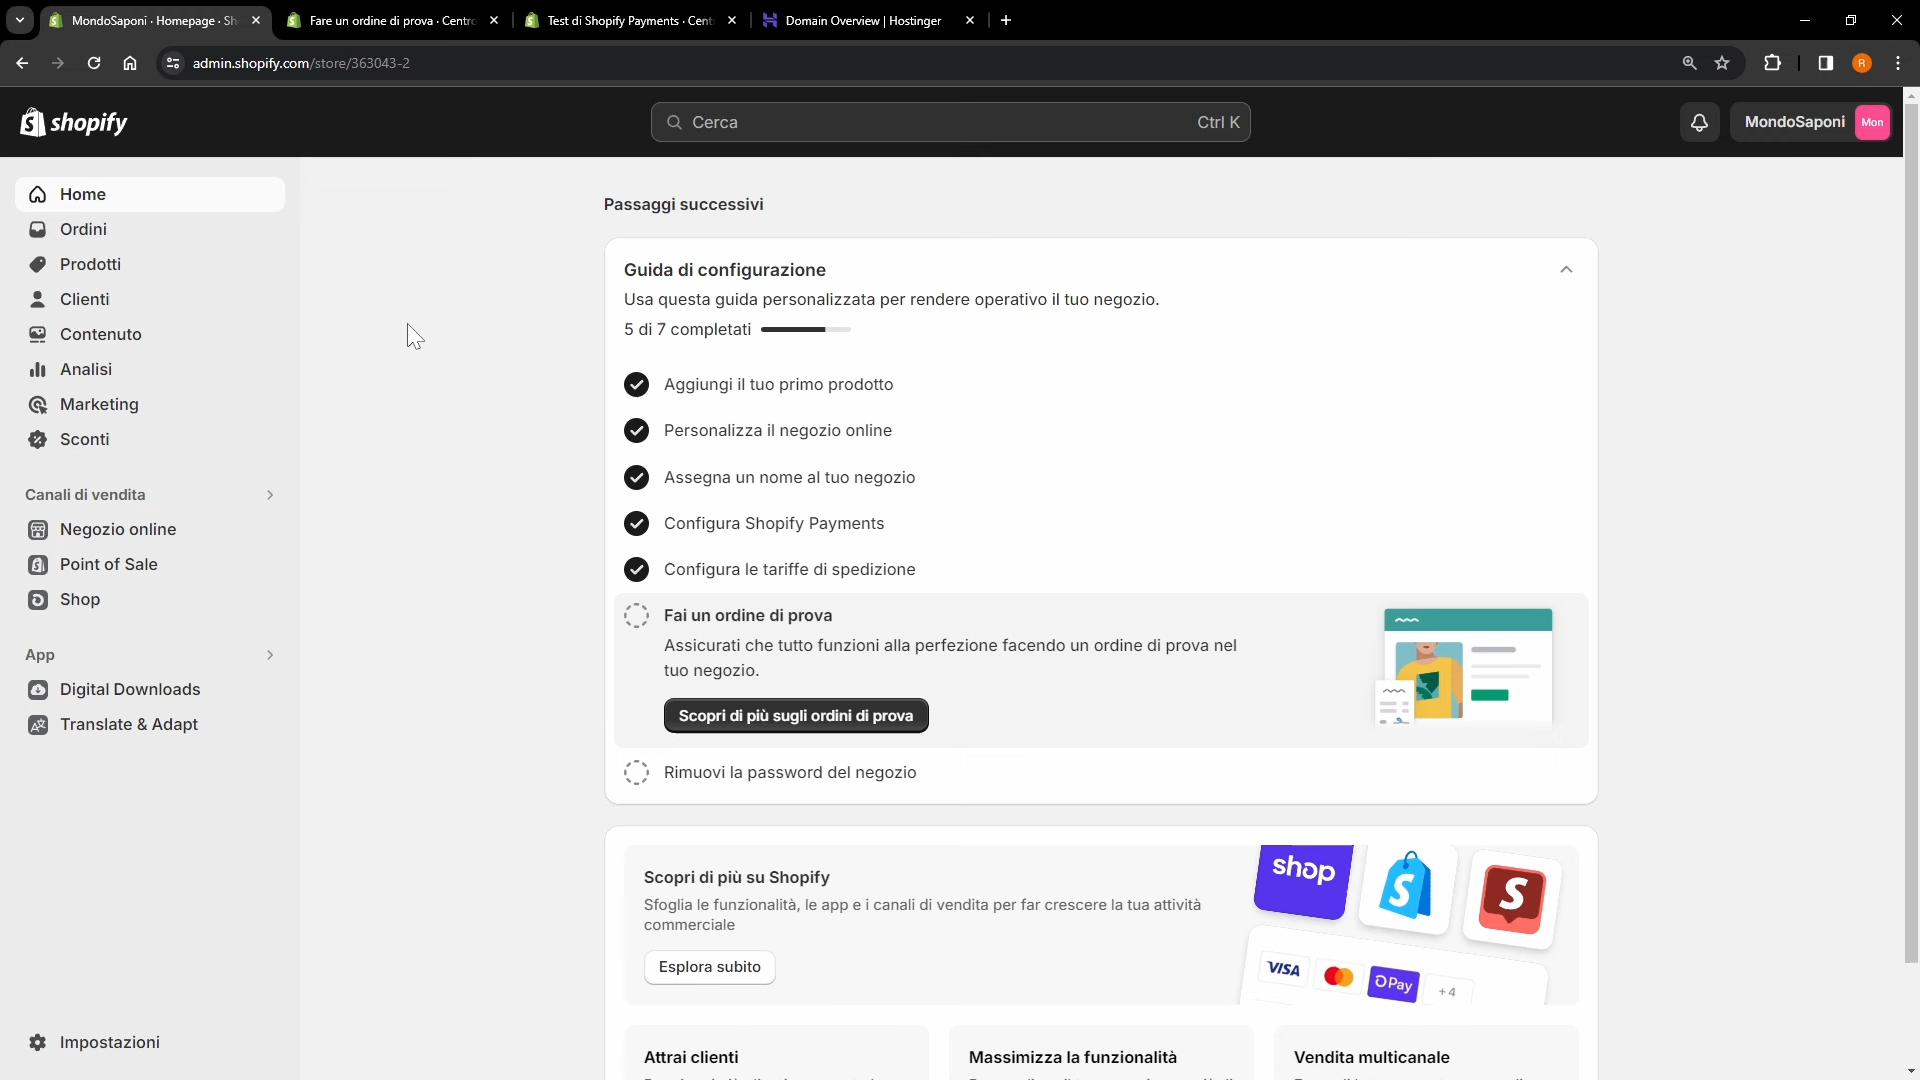 MondoSaponi · Homepage · Sh
Fare un ordine di prova · Centro
Test di Shopify Payments · Cent
Domain Overview | Hostinger
admin.shopify.com/store/363043-2
R
shopify
Cerca
Ctrl K
MondoSaponi
Mon
Home
Ordini
Prodotti
Clienti
Contenuto
Analisi
Marketing
Sconti
Canali di vendita
Negozio online
Point of Sale
Shop
App
Digital Downloads
Translate & Adapt
Impostazioni
Passaggi successivi
Guida di configurazione
Usa questa guida personalizzata per rendere operativo il tuo negozio.
5 di 7 completati
Aggiungi il tuo primo prodotto
Personalizza il negozio online
Assegna un nome al tuo negozio
Configura Shopify Payments
Configura le tariffe di spedizione
Fai un ordine di prova
Assicurati che tutto funzioni alla perfezione facendo un ordine di prova nel
tuo negozio.
Scopri di più sugli ordini di prova
Rimuovi la password del negozio
Scopri di più su Shopify
Sfoglia le funzionalità, le app e i canali di vendita per far crescere la tua attività
commerciale
Esplora subito
shop
VISA
Pay
+4
Attrai clienti
Massimizza la funzionalità
Vendita multicanale